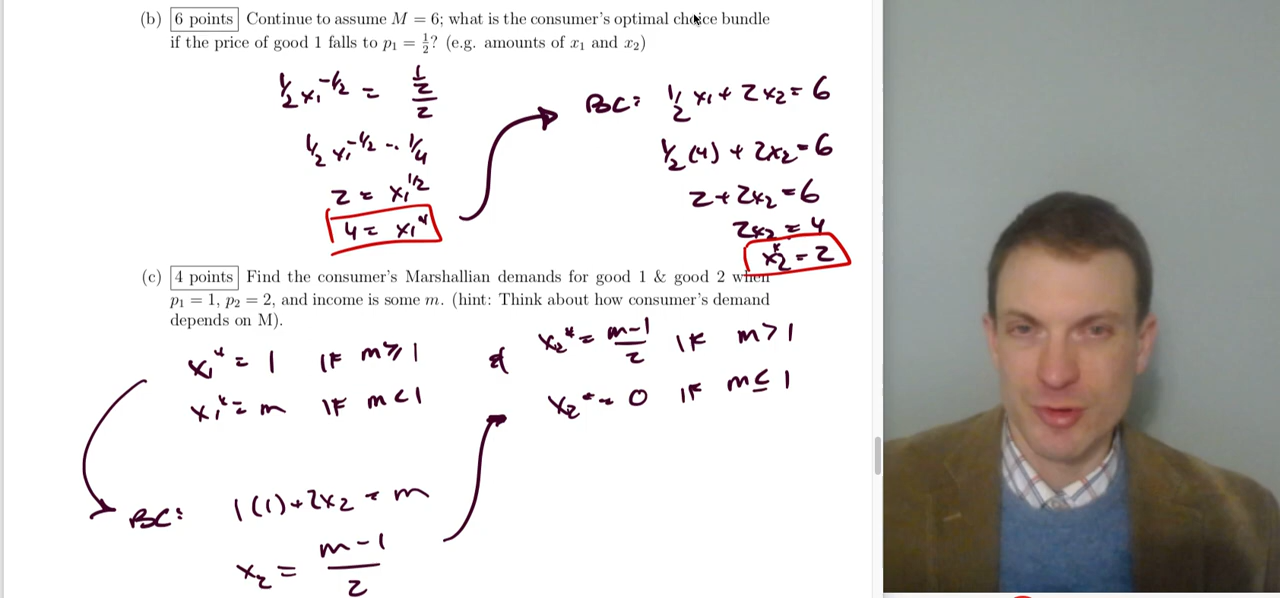 (b) 6 points Continue to assume M = 6; what is the consumer's optimal choice bundle
if the price of good 1 falls to p₁ = ½? (e.g. amounts of x₁ and x₂)
½x₁^-½ = ½/2
½x₁^-½ = ¼
2 = x₁^1/2
4 = x₁*
BC: ½x₁ + 2x₂ = 6
½(4) + 2x₂ = 6
2 + 2x₂ = 6
2x₂ = 4
x₂* = 2
(c) 4 points Find the consumer's Marshallian demands for good 1 & good 2 when
p₁ = 1, p₂ = 2, and income is some m. (hint: Think about how consumer's demand
depends on M).
x₁* = 1 IF m ≥ 1 & x₂* = m-1/2 IF m > 1
x₁* = m IF m < 1 x₂* = 0 IF m ≤ 1
BC: 1(1) + 2x₂ = m
x₂ = m-1/2